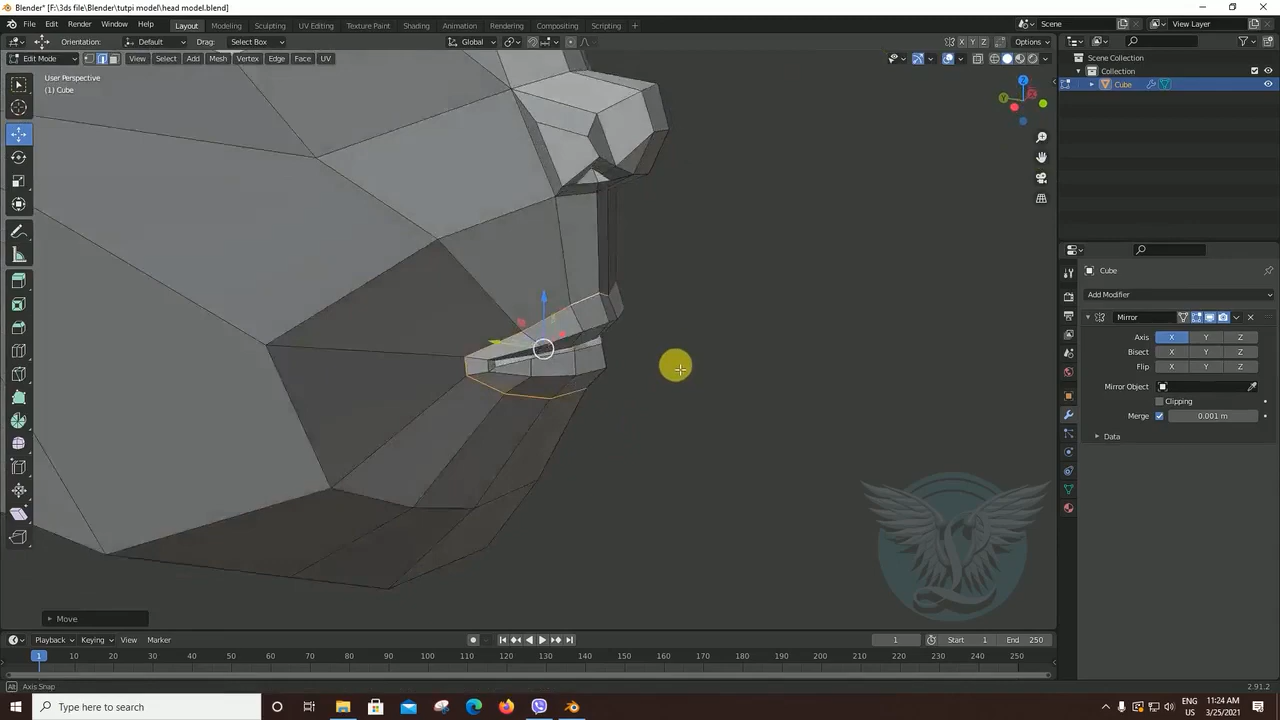 Blender* [F:\3ds file\Blender\tutpi model\head model.blend]
File Edit Render Window Help Layout Modeling Sculpting UV Editing Texture Paint Shading Animation Rendering Compositing Scripting + Scene View Layer
Orientation: Default Drag: Select Box Global X Y Z Options
Edit Mode View Select Add Mesh Vertex Edge Face UV
User Perspective
(1) Cube
Z
Y
Scene Collection
Collection
Cube
Cube
Add Modifier
Mirror
Axis X Y Z
Bisect X Y Z
Flip X Y Z
Mirror Object
Clipping
Merge 0.001 m
Data
Move
Playback Keying View Marker 1 Start 1 End 250
1 10 20 30 40 50 60 70 80 90 100 110 120 130 140 150 160 170 180 190 200 210 220 230 240 250
Alt Axis Snap 2.91.2
Type here to search
ENG
US
11:24 AM
3/25/2021